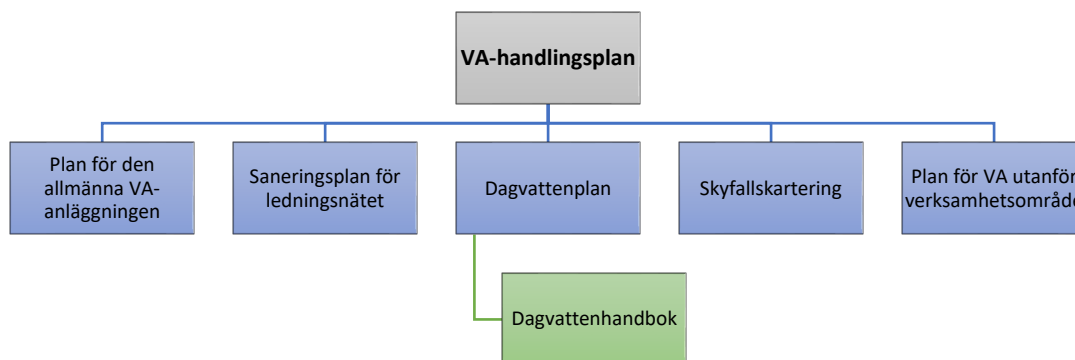 VA-handlingsplan
Plan för den
allmänna VA-
anläggningen
Saneringsplan för
ledningsnätet
Dagvattenplan
Skyfallskartering
Plan för VA utanför
verksamhetsområde
Dagvattenhandbok